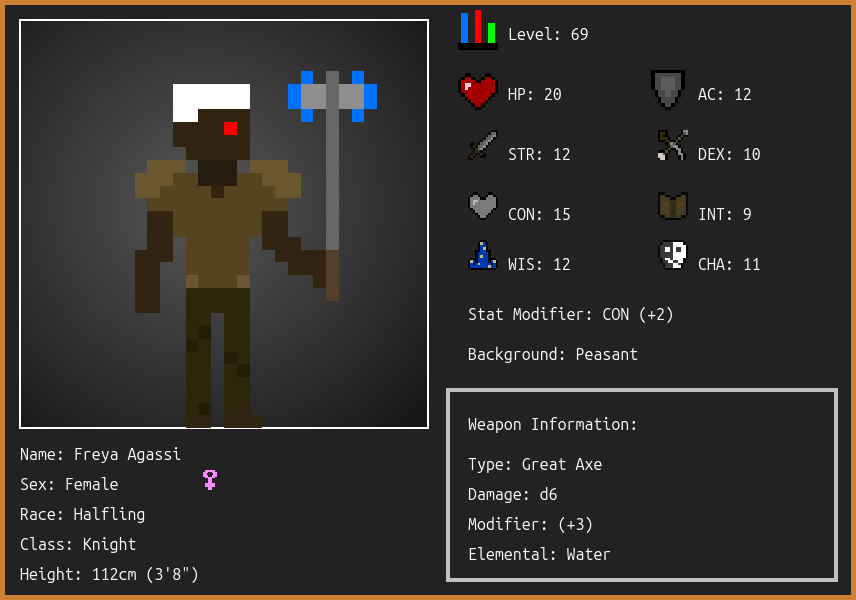 Level: 69
HP: 20
AC: 12
STR: 12
DEX: 10
CON: 15
INT: 9
WIS: 12
CHA: 11
Stat Modifier: CON (+2)
Background: Peasant
Weapon Information:
Type: Great Axe
Damage: d6
Modifier: (+3)
Elemental: Water
Name: Freya Agassi
Sex: Female
Race: Halfling
Class: Knight
Height: 112cm (3'8")